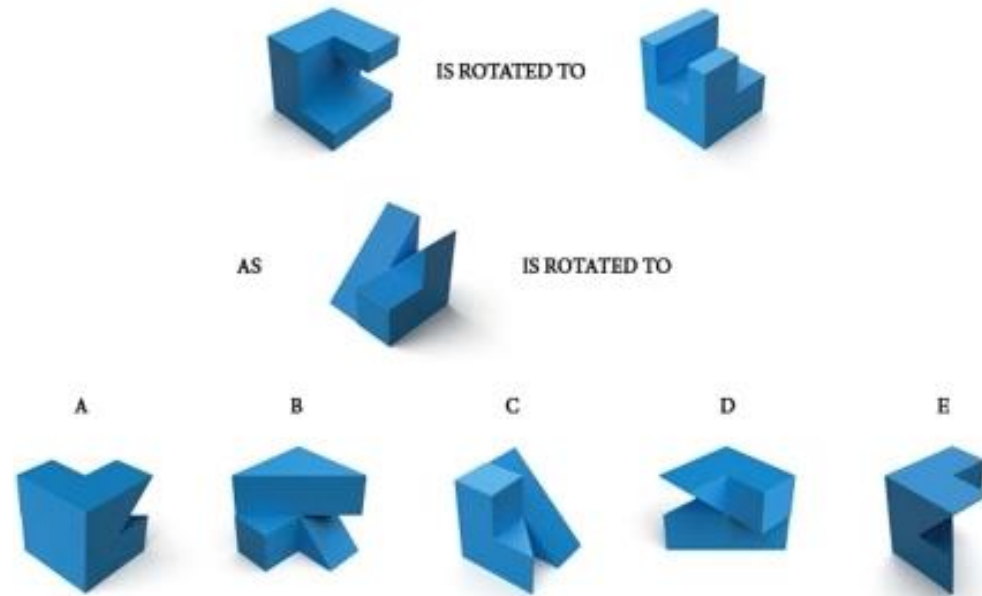 IS ROTATED TO
AS IS ROTATED TO
A B C D E